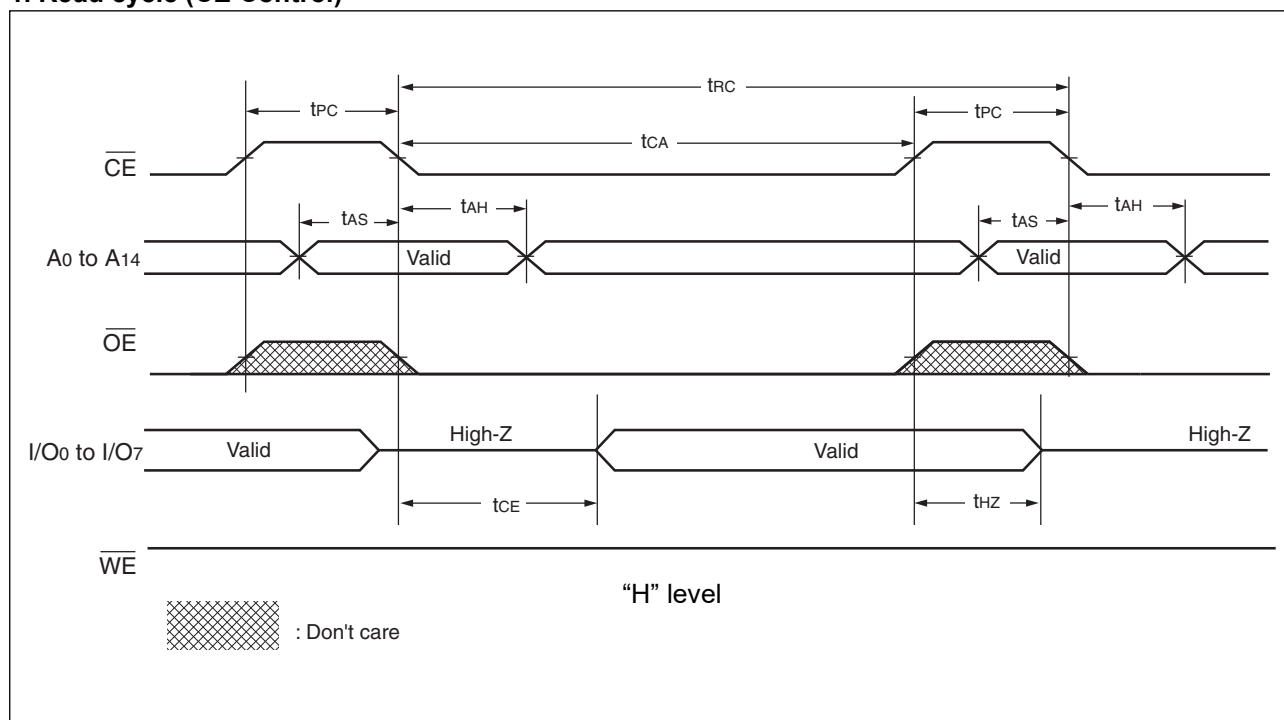 1. Read cycle (CE Control)
tRC
tPC
tPC
tCA
CE
tAS
tAH
tAS
tAH
A0 to A14
Valid
Valid
OE
High-Z
High-Z
I/O0 to I/O7
Valid
Valid
tCE
tHZ
WE
“H” level
: Don't care